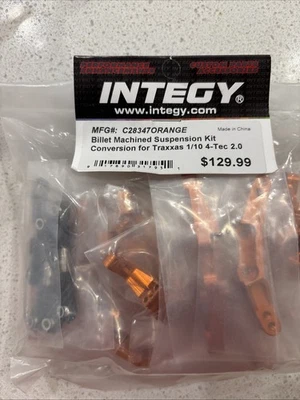 INTEGY®
www.integy.com
MFG#: C28347ORANGE Made in China
Billet Machined Suspension Kit
Conversion for Traxxas 1/10 4-Tec 2.0
$129.99